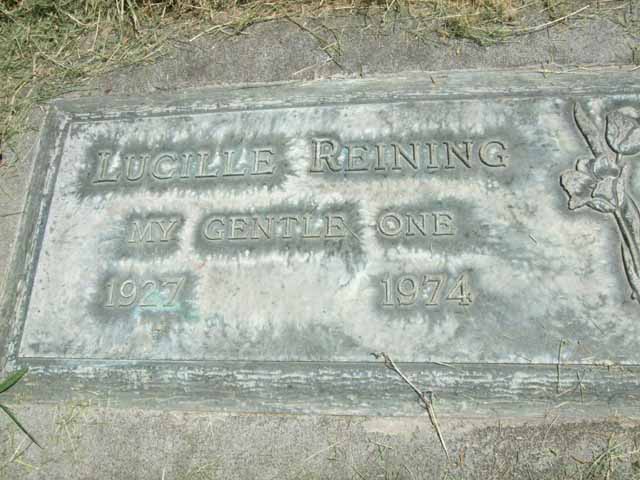 LUCILLE REINING
MY GENTLE ONE
1927 1974